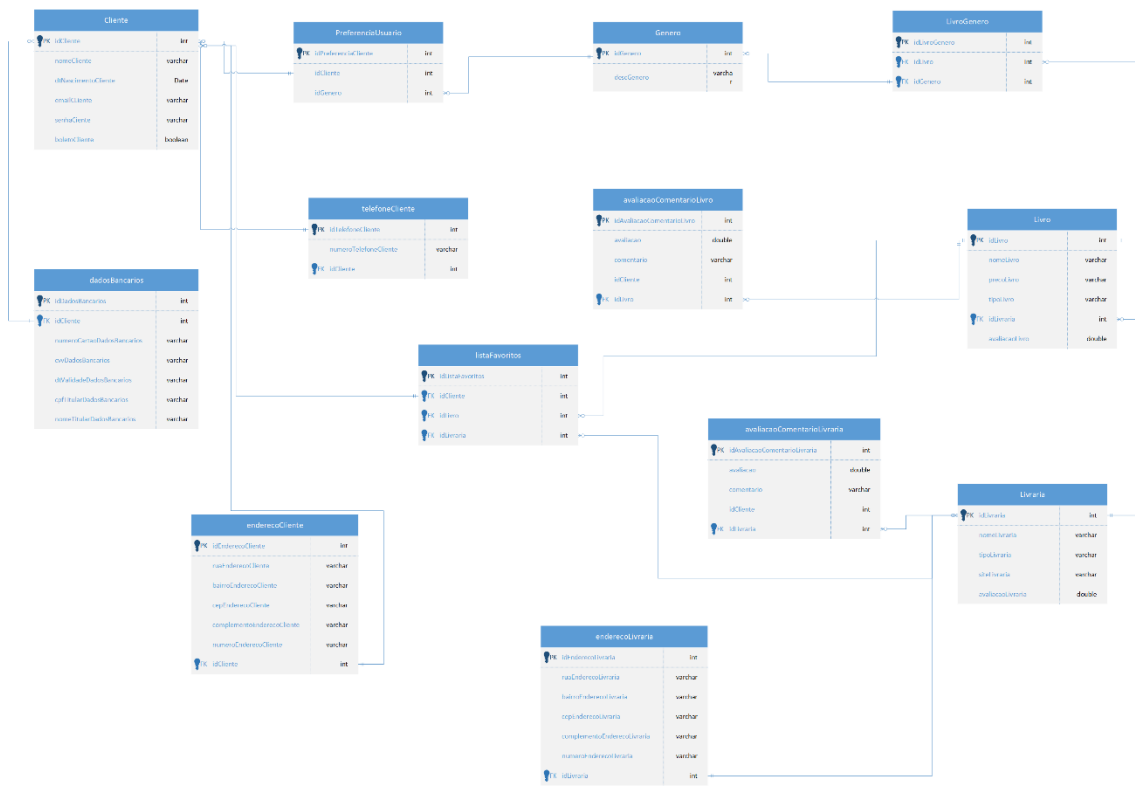 Cliente
PK idCliente int
nomeCliente varchar
dtNascimentoCliente Date
emailCliente varchar
senhaCliente varchar
boletoCliente boolean
PreferenciaUsuario
PK idPreferenciaCliente int
idCliente int
idGenero int
Genero
PK idGenero int
descGenero varchar
LivroGenero
PK idLivroGenero int
FK idLivro int
FK idGenero int
telefoneCliente
PK idTelefoneCliente int
numeroTelefoneCliente varchar
FK idCliente int
avaliacaoComentarioLivro
PK idAvaliacaoComentarioLivro int
avaliacao double
comentario varchar
idCliente int
FK idLivro int
Livro
PK idLivro int
nomeLivro varchar
precoLivro varchar
tipoLivro varchar
FK idLivraria int
avaliacaoLivro double
dadosBancarios
PK idDadosBancarios int
FK idCliente int
numeroCartaoDadosBancarios varchar
cvvDadosBancarios varchar
dtValidadeDadosBancarios varchar
cpfTitularDadosBancarios varchar
nomeTitularDadosBancarios varchar
listaFavoritos
PK idListaFavoritos int
FK idCliente int
FK idLivro int
FK idLivraria int
avaliacaoComentarioLivraria
PK idAvaliacaoComentarioLivraria int
avaliacao double
comentario varchar
idCliente int
FK idLivraria int
Livraria
PK idLivraria int
nomeLivraria varchar
tipoLivraria varchar
siteLivraria varchar
avaliacaoLivraria double
enderecoCliente
PK idEnderecoCliente int
ruaEnderecoCliente varchar
bairroEnderecoCliente varchar
cepEnderecoCliente varchar
complementoEnderecoCliente varchar
numeroEnderecoCliente varchar
FK idCliente int
enderecoLivraria
PK idEnderecoLivraria int
ruaEnderecoLivraria varchar
bairroEnderecoLivraria varchar
cepEnderecoLivraria varchar
complementoEnderecoLivraria varchar
numeroEnderecoLivraria varchar
FK idLivraria int